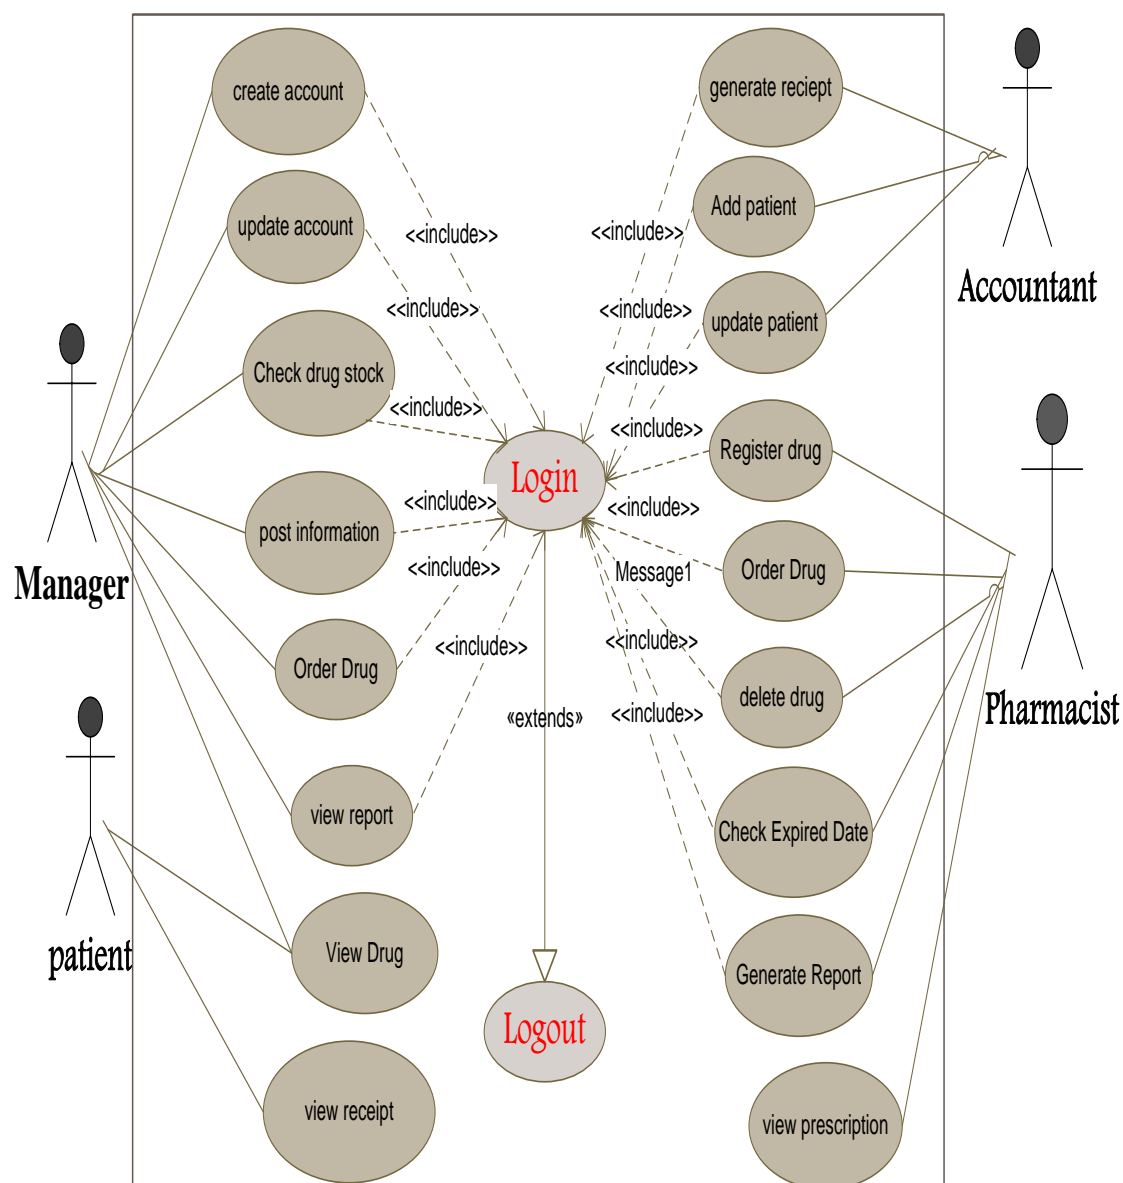 create account
generate reciept
Add patient
update account
<<include>>
<<include>>
Accountant
<<include>>
<<include>>
update patient
Check drug stock
<<include>>
<<include>>
<<include>>
Register drug
Login
<<include>>
<<include>>
post information
Manager
<<include>>
Message1
Order Drug
<<include>>
<<include>>
Order Drug
delete drug
Pharmacist
«extends»
<<include>>
view report
Check Expired Date
patient
View Drug
Generate Report
Logout
view receipt
view prescription